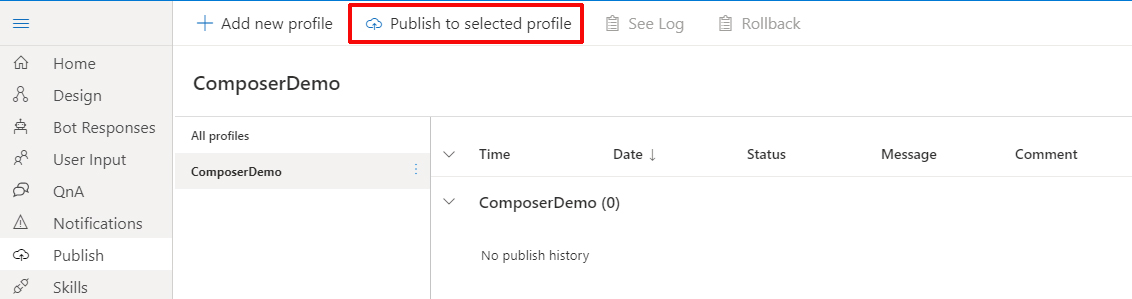 Add new profile Publish to selected profile See Log Rollback
Home
Design
Bot Responses
User Input
QnA
Notifications
Publish
Skills
ComposerDemo
All profiles
ComposerDemo
Time Date ↓ Status Message Comment
ComposerDemo (0)
No publish history